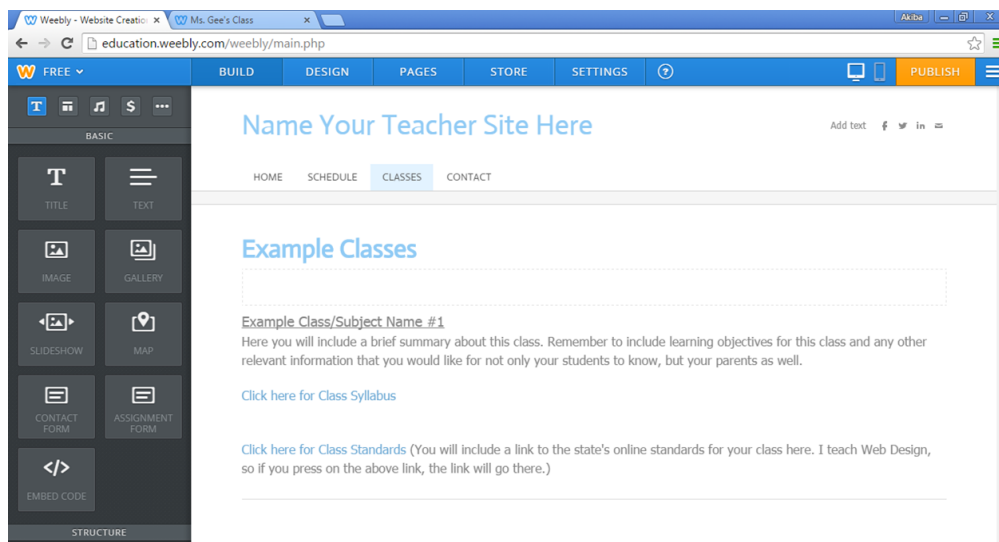 Weebly - Website Creatio
Ms. Gee's Class
Akiba
education.weebly.com/weebly/main.php
FREE
BUILD
DESIGN
PAGES
STORE
SETTINGS
?
PUBLISH
T
$
BASIC
T
TITLE
TEXT
IMAGE
GALLERY
SLIDESHOW
MAP
CONTACT
FORM
ASSIGNMENT
FORM
</>
EMBED CODE
STRUCTURE
Name Your Teacher Site Here
Add text
HOME
SCHEDULE
CLASSES
CONTACT
Example Classes
Example Class/Subject Name #1
Here you will include a brief summary about this class. Remember to include learning objectives for this class and any other
relevant information that you would like for not only your students to know, but your parents as well.
Click here for Class Syllabus
Click here for Class Standards (You will include a link to the state's online standards for your class here. I teach Web Design,
so if you press on the above link, the link will go there.)